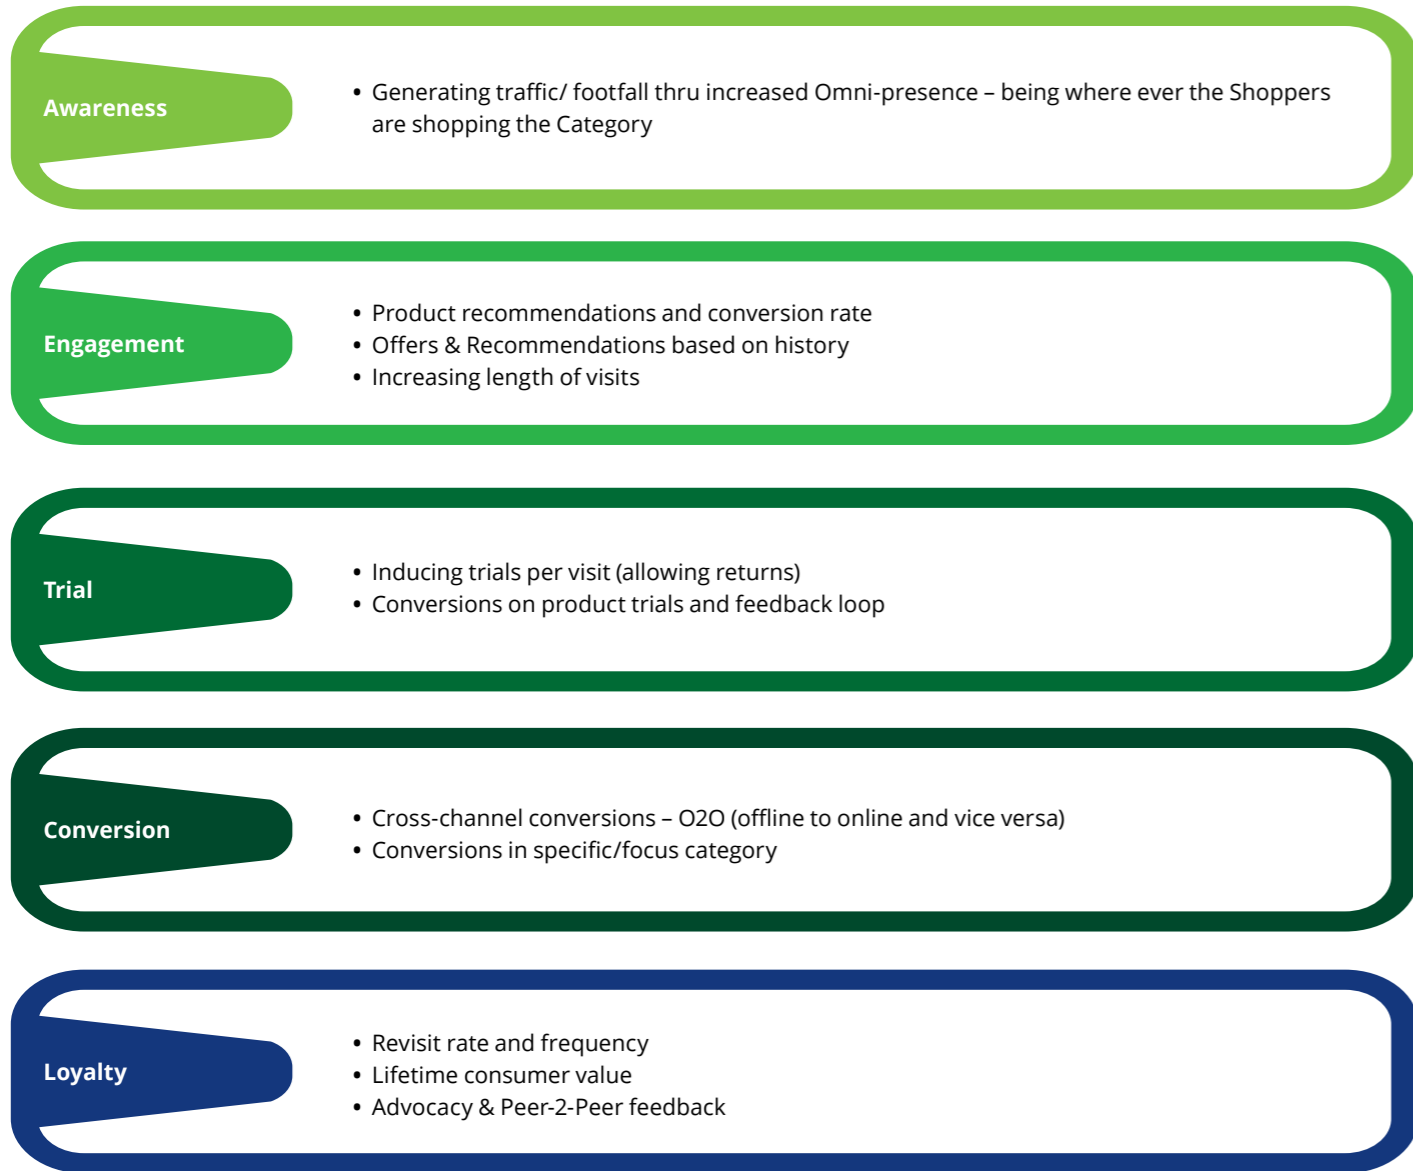 Awareness
• Generating traffic/ footfall thru increased Omni-presence – being where ever the Shoppers
are shopping the Category
Engagement
• Product recommendations and conversion rate
• Offers & Recommendations based on history
• Increasing length of visits
Trial
• Inducing trials per visit (allowing returns)
• Conversions on product trials and feedback loop
Conversion
• Cross-channel conversions – O2O (offline to online and vice versa)
• Conversions in specific/focus category
Loyalty
• Revisit rate and frequency
• Lifetime consumer value
• Advocacy & Peer-2-Peer feedback